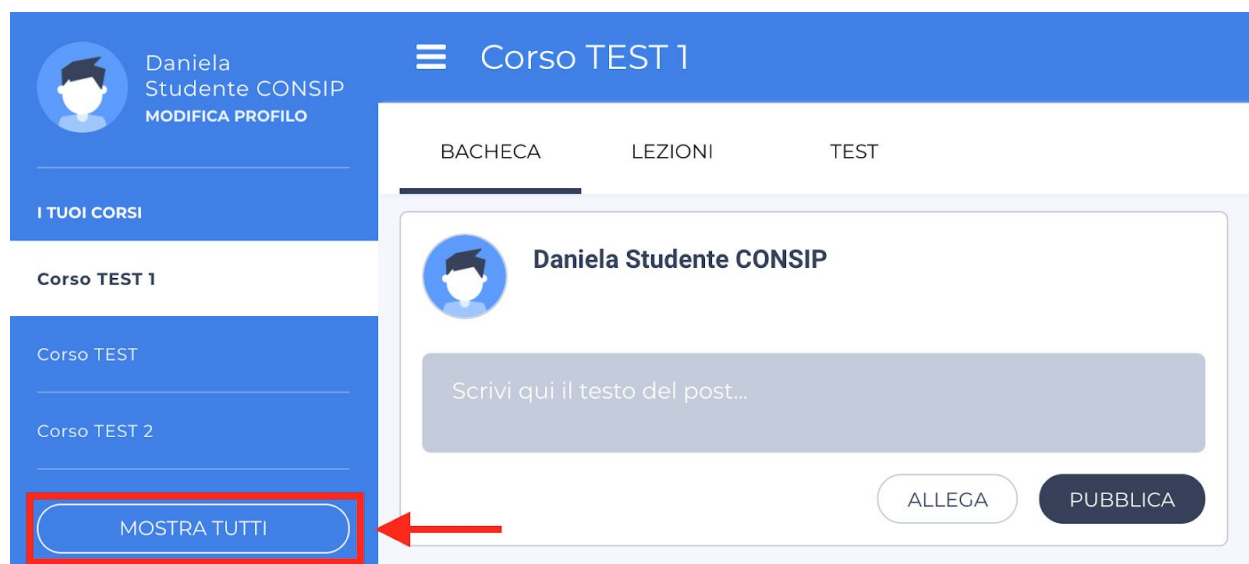 Daniela
Studente CONSIP
MODIFICA PROFILO
I TUOI CORSI
Corso TEST 1
Corso TEST
Corso TEST 2
MOSTRA TUTTI
Corso TEST 1
BACHECA
LEZIONI
TEST
Daniela Studente CONSIP
Scrivi qui il testo del post...
ALLEGA
PUBBLICA